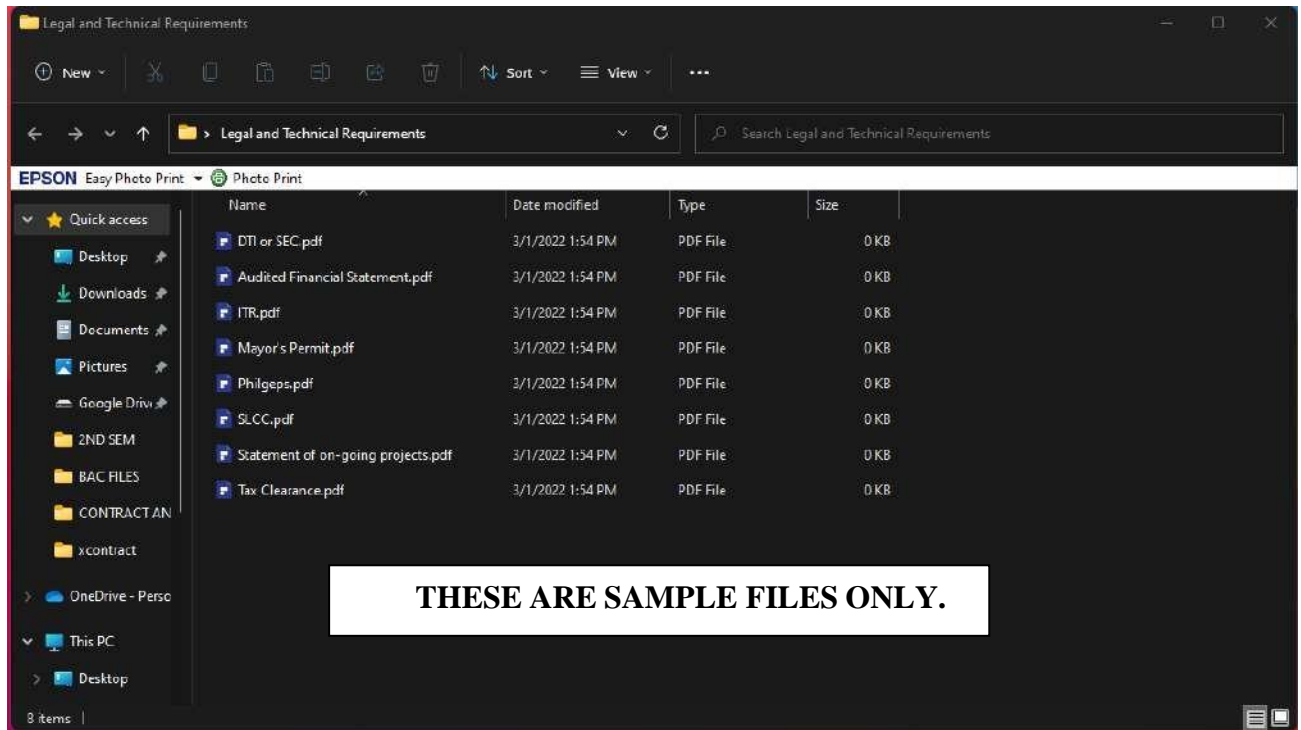 Legal and Technical Requirements
New Sort View ...
Legal and Technical Requirements Search Legal and Technical Requirements
EPSON Easy Photo Print Photo Print
Name Date modified Type Size
Quick access
Desktop
Downloads
Documents
Pictures
Google Driv
2ND SEM
BAC FILES
CONTRACT AN
xcontract
OneDrive - Perso
This PC
Desktop
DTI or SEC.pdf 3/1/2022 1:54 PM PDF File 0 KB
Audited Financial Statement.pdf 3/1/2022 1:54 PM PDF File 0 KB
ITR.pdf 3/1/2022 1:54 PM PDF File 0 KB
Mayor's Permit.pdf 3/1/2022 1:54 PM PDF File 0 KB
Philgeps.pdf 3/1/2022 1:54 PM PDF File 0 KB
SLCC.pdf 3/1/2022 1:54 PM PDF File 0 KB
Statement of on-going projects.pdf 3/1/2022 1:54 PM PDF File 0 KB
Tax Clearance.pdf 3/1/2022 1:54 PM PDF File 0 KB
THESE ARE SAMPLE FILES ONLY.
8 items